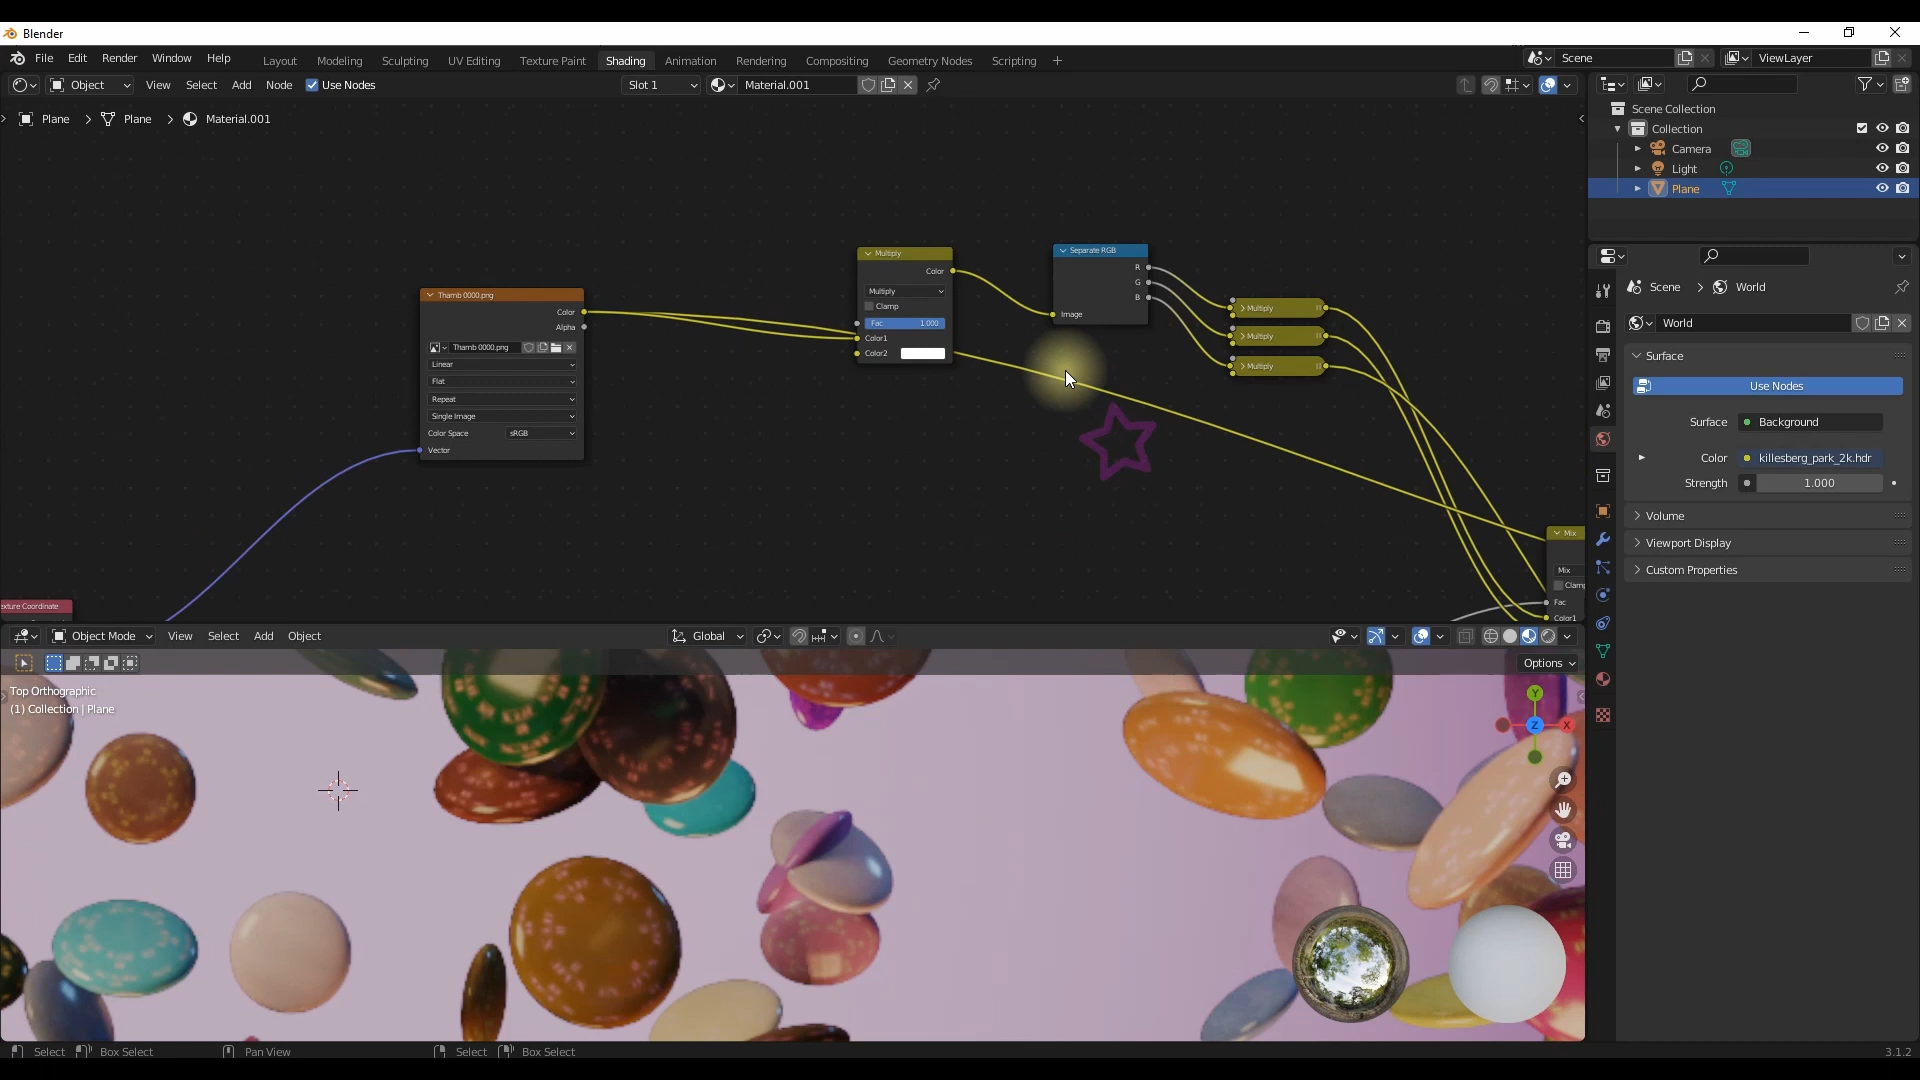 Blender
File Edit Render Window Help Layout Modeling Sculpting UV Editing Texture Paint Shading Animation Rendering Compositing Geometry Nodes Scripting + Scene ViewLayer
Object View Select Add Node Use Nodes Slot 1 Material.001
Plane > Plane > Material.001
Scene Collection
Collection
Camera
Light
Plane
Scene > World
World
Surface
Use Nodes
Surface Background
Color killesberg_park_2k.hdr
Strength 1.000
Volume
Viewport Display
Custom Properties
Thamb 0000.png
Color
Alpha
Thamb 0000.png
Linear
Flat
Repeat
Single Image
Color Space sRGB
Vector
Multiply
Color
Multiply
Clamp
Fac 1.000
Color1
Color2
Separate RGB
R
G
B
Image
Multiply
Multiply
Multiply
Mix
Mix
Clamp
Fac
Color1
exture Coordinate
Object Mode View Select Add Object Global
Options
Top Orthographic
(1) Collection | Plane
Y
Z X
Select Box Select Pan View Select Box Select 3.1.2